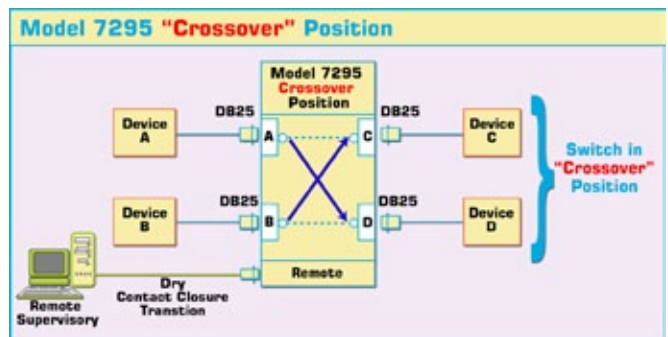 Model 7295 "Crossover" Position
Model 7295
Crossover
Position
DB25
DB25
Device
A
A
C
Device
C
Switch in
"Crossover"
Position
DB25
DB25
Device
B
B
D
Device
D
Remote
Dry
Contact Closure
Transtion
Remote
Supervisory